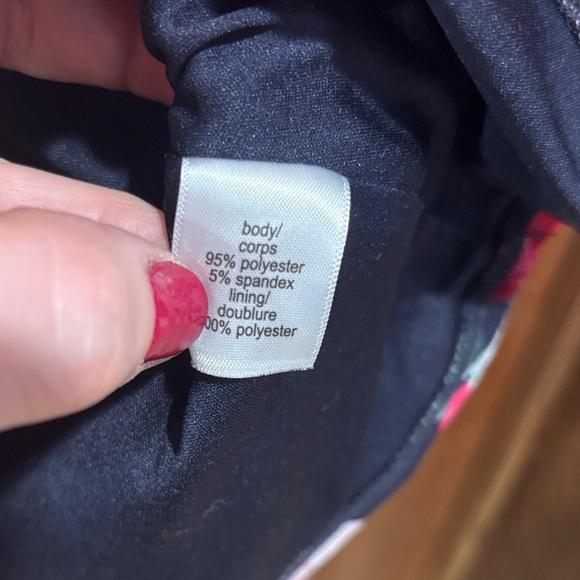 body/
corps
95% polyester
5% spandex
lining/
doublure
00% polyester